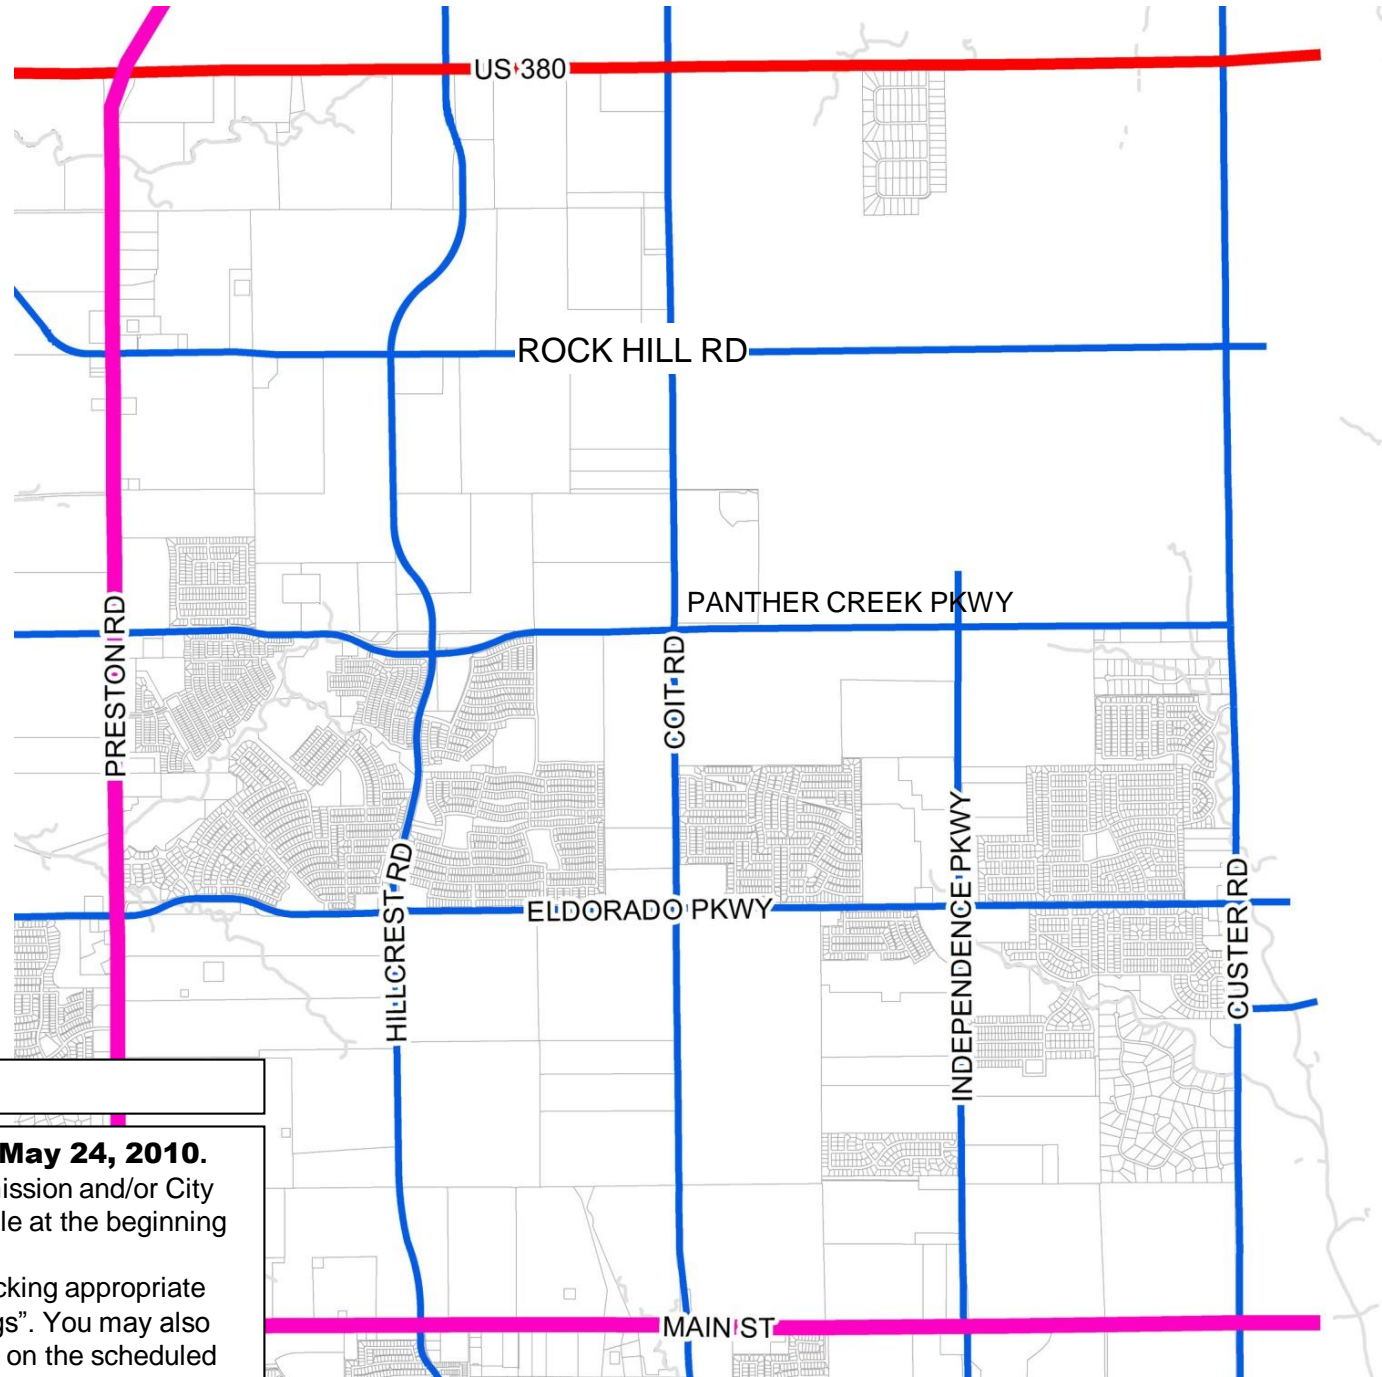 US 380
ROCK HILL RD
PANTHER CREEK PKWY
PRESTON RD
COIT RD
HILLCREST RD
ELDORADO PKWY
INDEPENDENCE PKWY
CUSTER RD
May 24, 2010.
ission and/or City
le at the beginning
cking appropriate
gs”. You may also
on the scheduled
MAIN ST